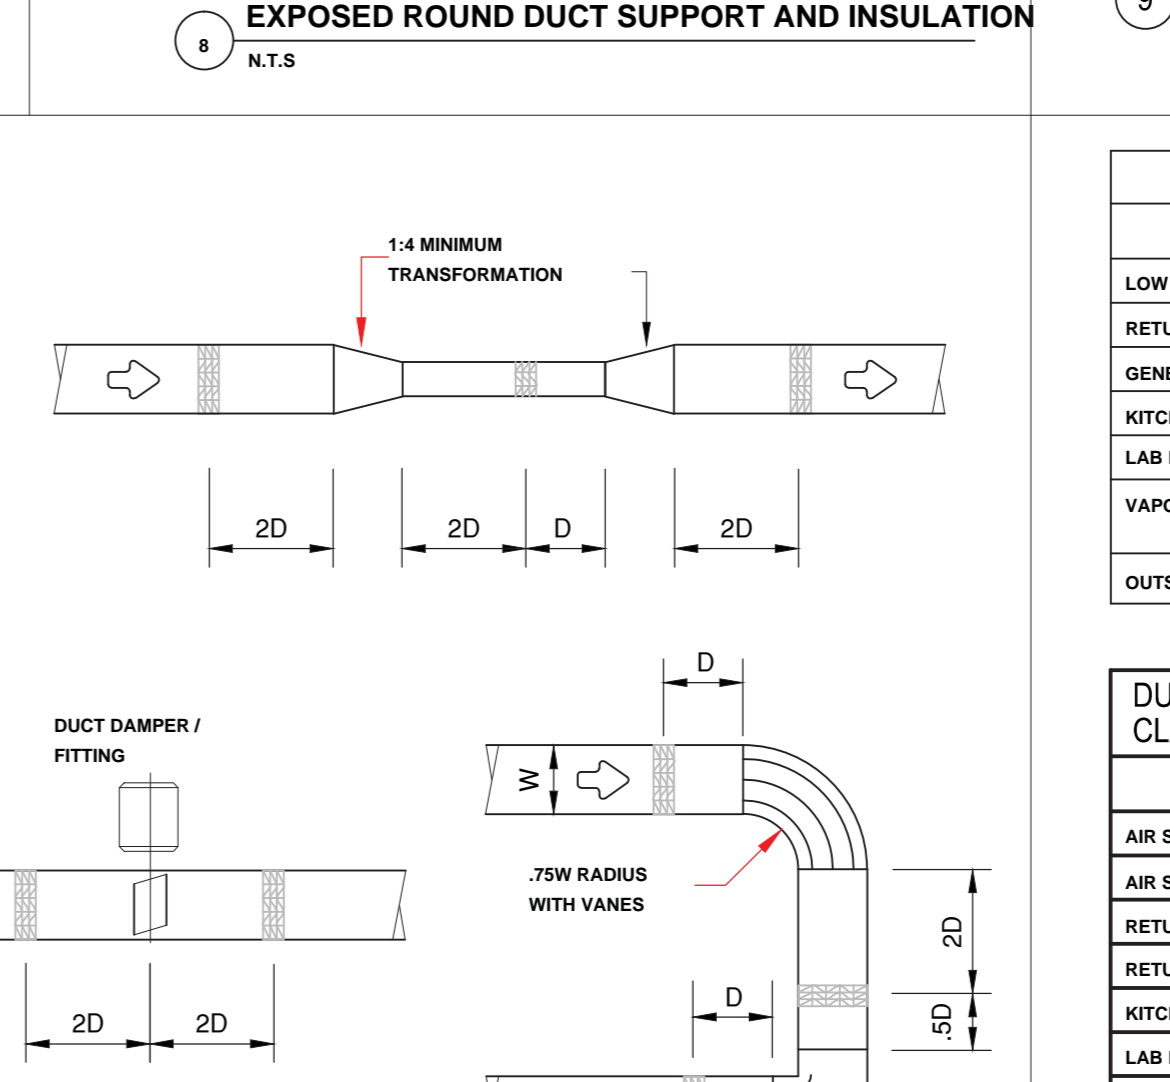 EXPOSED ROUND DUCT SUPPORT AND INSULATION
8
N.T.S
9
1:4 MINIMUM
TRANSFORMATION
2D
2D
D
2D
DUCT DAMPER /
FITTING
2D
2D
D
W
.75W RADIUS
WITH VANES
2D
.5D
D
LOW
RETU
GENE
KITCH
LAB
VAPO
OUTS
DU
CL
AIR S
AIR S
RETU
RETU
KITCH
LAB